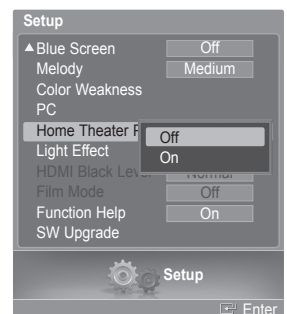 Setup
▲Blue Screen Off
Melody Medium
Color Weakness
PC
Home Theater
Off
On
Light Effect
HDMI Black Level Normal
Film Mode Off
Function Help On
SW Upgrade
Setup
Enter